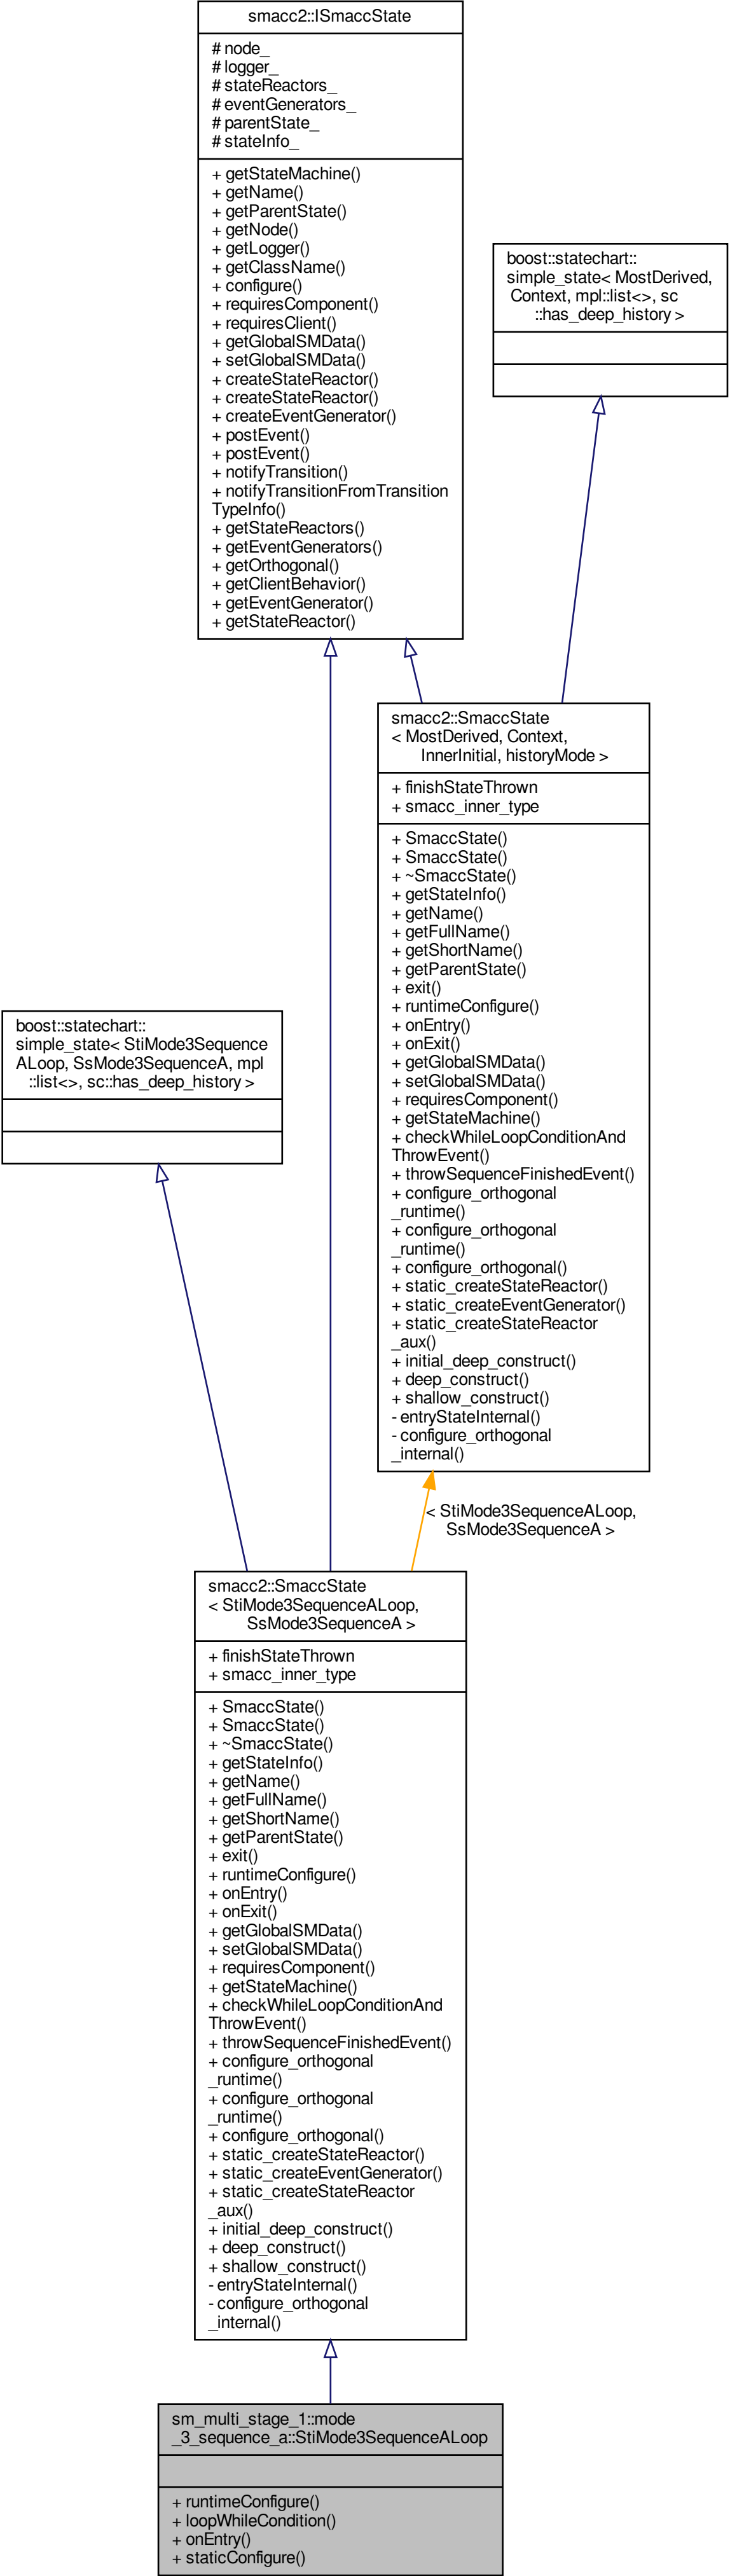 smacc2::ISmaccState
# node_
# logger_
# stateReactors_
# eventGenerators_
# parentState_
# stateInfo_
+ getStateMachine()
+ getName()
+ getParentState()
+ getNode()
+ getLogger()
+ getClassName()
+ configure()
+ requiresComponent()
+ requiresClient()
+ getGlobalSMData()
+ setGlobalSMData()
+ createStateReactor()
+ createStateReactor()
+ createEventGenerator()
+ postEvent()
+ postEvent()
+ notifyTransition()
+ notifyTransitionFromTransition
TypeInfo()
+ getStateReactors()
+ getEventGenerators()
+ getOrthogonal()
+ getClientBehavior()
+ getEventGenerator()
+ getStateReactor()
boost::statechart::
simple_state< MostDerived,
Context, mpl::list<>, sc
::has_deep_history >
smacc2::SmaccState
< MostDerived, Context,
InnerInitial, historyMode >
+ finishStateThrown
+ smacc_inner_type
+ SmaccState()
+ SmaccState()
+ ~SmaccState()
+ getStateInfo()
+ getName()
+ getFullName()
+ getShortName()
+ getParentState()
+ exit()
+ runtimeConfigure()
+ onEntry()
+ onExit()
+ getGlobalSMData()
+ setGlobalSMData()
+ requiresComponent()
+ getStateMachine()
+ checkWhileLoopConditionAnd
ThrowEvent()
+ throwSequenceFinishedEvent()
+ configure_orthogonal
_runtime()
+ configure_orthogonal
_runtime()
+ configure_orthogonal()
+ static_createStateReactor()
+ static_createEventGenerator()
+ static_createStateReactor
_aux()
+ initial_deep_construct()
+ deep_construct()
+ shallow_construct()
- entryStateInternal()
- configure_orthogonal
_internal()
boost::statechart::
simple_state< StiMode3Sequence
ALoop, SsMode3SequenceA, mpl
::list<>, sc::has_deep_history >
< StiMode3SequenceALoop,
SsMode3SequenceA >
smacc2::SmaccState
< StiMode3SequenceALoop,
SsMode3SequenceA >
+ finishStateThrown
+ smacc_inner_type
+ SmaccState()
+ SmaccState()
+ ~SmaccState()
+ getStateInfo()
+ getName()
+ getFullName()
+ getShortName()
+ getParentState()
+ exit()
+ runtimeConfigure()
+ onEntry()
+ onExit()
+ getGlobalSMData()
+ setGlobalSMData()
+ requiresComponent()
+ getStateMachine()
+ checkWhileLoopConditionAnd
ThrowEvent()
+ throwSequenceFinishedEvent()
+ configure_orthogonal
_runtime()
+ configure_orthogonal
_runtime()
+ configure_orthogonal()
+ static_createStateReactor()
+ static_createEventGenerator()
+ static_createStateReactor
_aux()
+ initial_deep_construct()
+ deep_construct()
+ shallow_construct()
- entryStateInternal()
- configure_orthogonal
_internal()
sm_multi_stage_1::mode
_3_sequence_a::StiMode3SequenceALoop
+ runtimeConfigure()
+ loopWhileCondition()
+ onEntry()
+ staticConfigure()